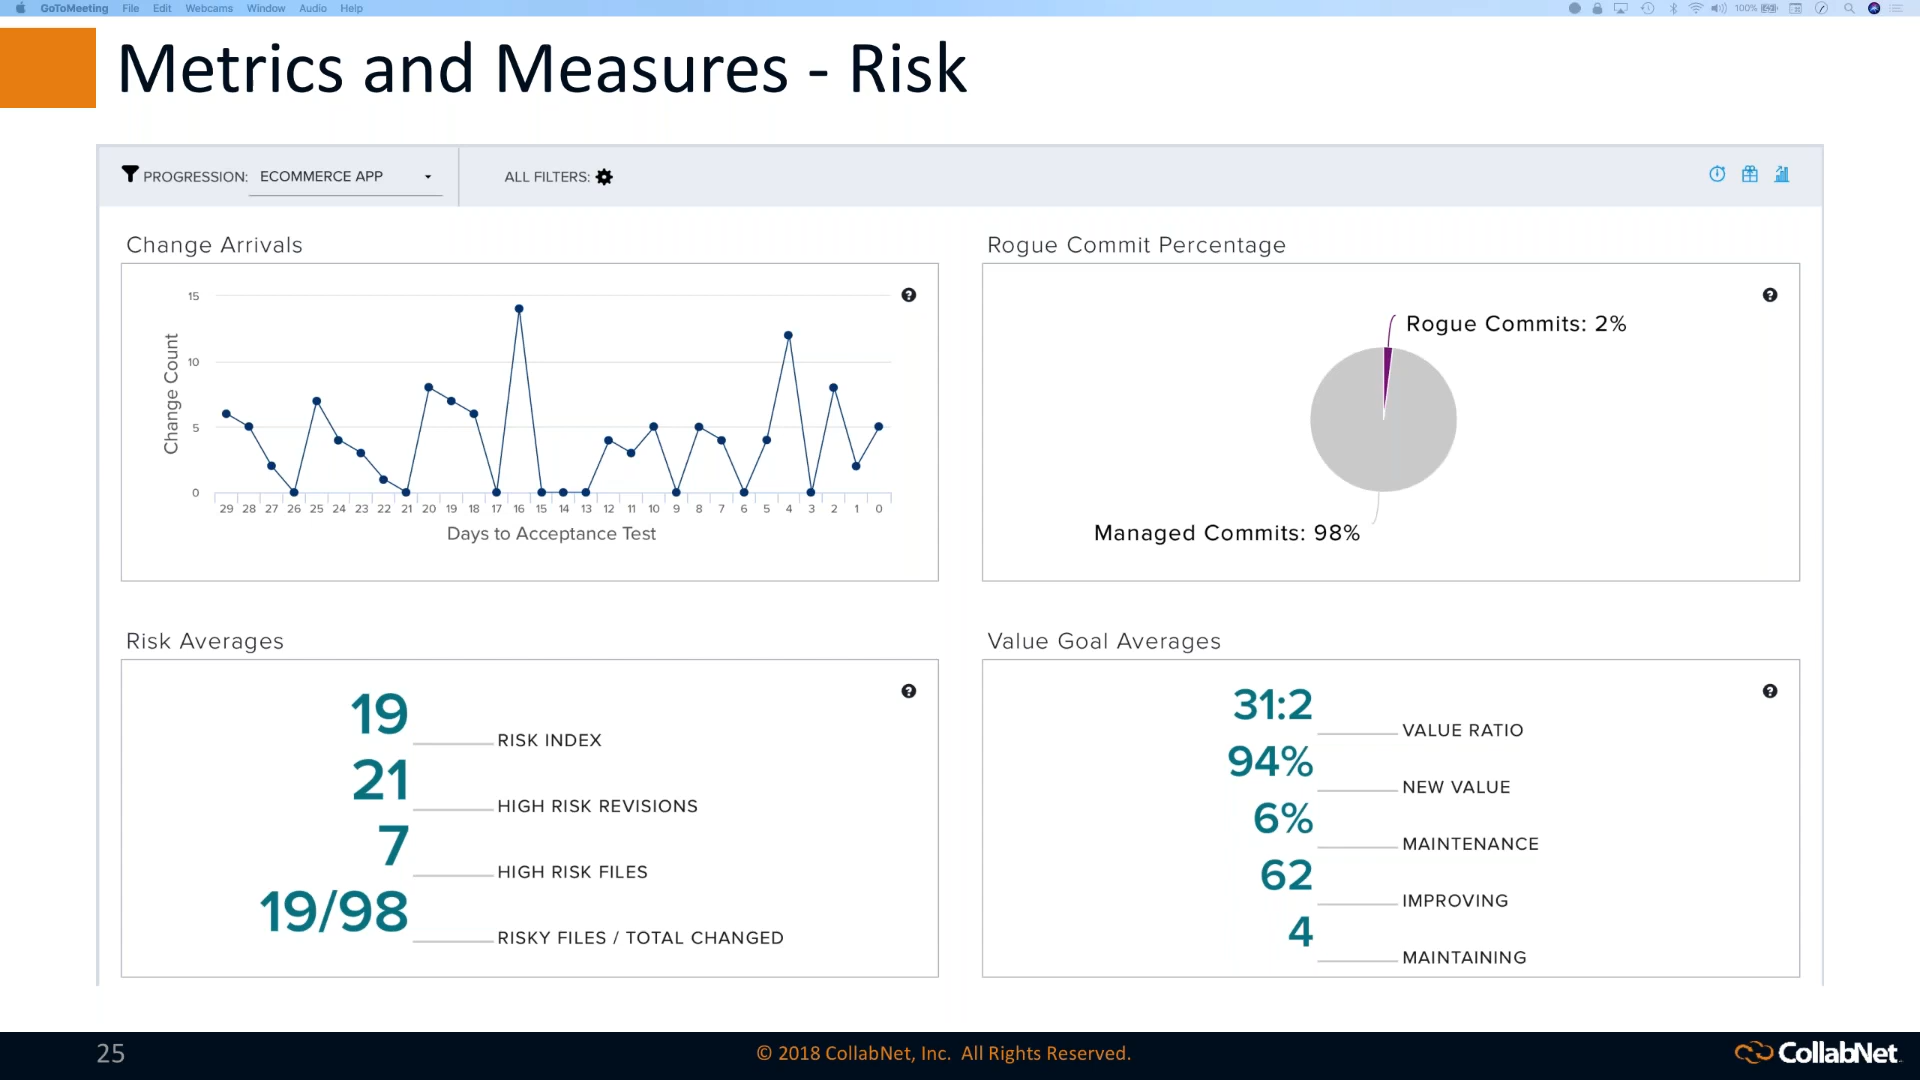 GoToMeeting File Edit Webcams Window Audio Help
100%
Metrics and Measures - Risk
PROGRESSION: ECOMMERCE APP
ALL FILTERS:
Change Arrivals
15
10
5
0
Change Count
29 28 27 26 25 24 23 22 21 20 19 18 17 16 15 14 13 12 11 10 9 8 7 6 5 4 3 2 1 0
Days to Acceptance Test
Rogue Commit Percentage
Rogue Commits: 2%
Managed Commits: 98%
Risk Averages
19 RISK INDEX
21 HIGH RISK REVISIONS
7 HIGH RISK FILES
19/98 RISKY FILES / TOTAL CHANGED
Value Goal Averages
31:2 VALUE RATIO
94% NEW VALUE
6% MAINTENANCE
62 IMPROVING
4 MAINTAINING
25
© 2018 CollabNet, Inc. All Rights Reserved.
CollabNet